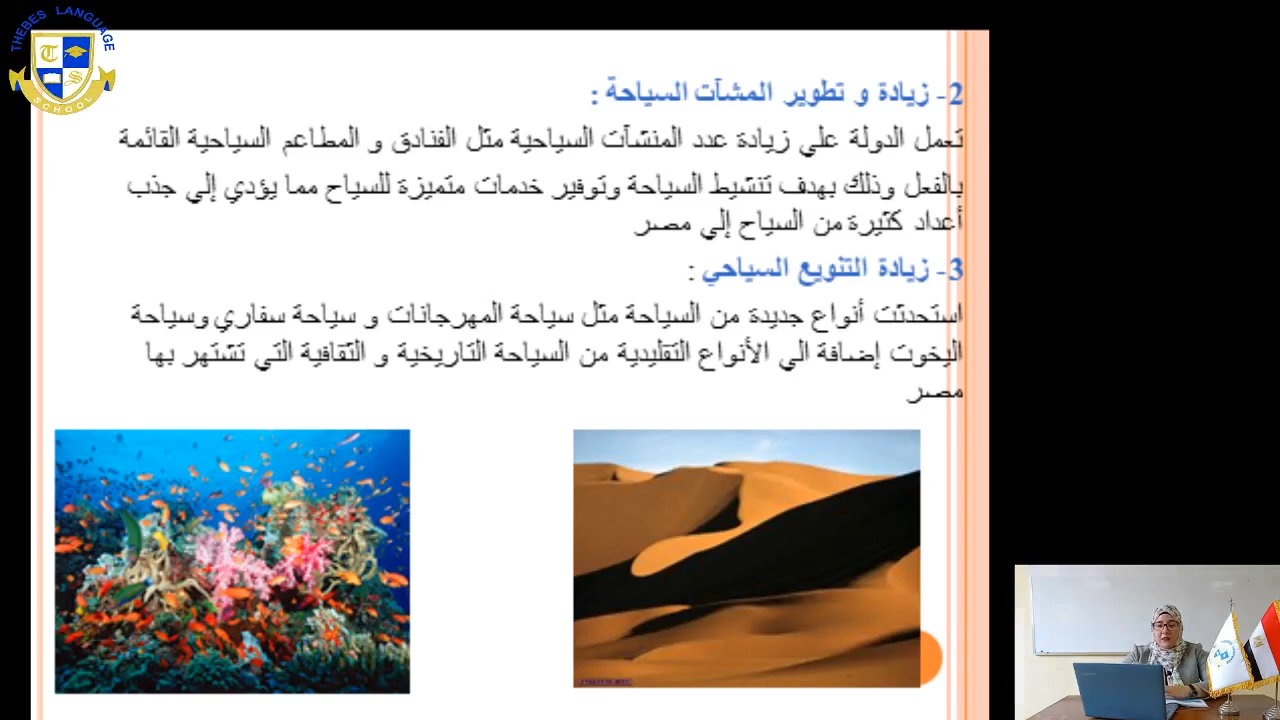 THEBES LANGUAGE
SCHOOL
2- زيادة و تطوير المشآت السياحة :
تعمل الدولة علي زيادة عدد المنشآت السياحية مثل الفنادق و المطاعم السياحية القائمة
بالفعل وذلك بهدف تنشيط السياحة وتوفير خدمات متميزة للسياح مما يؤدي إلي جذب
أعداد كثيرة من السياح إلي مصر
3- زيادة التنويع السياحي :
استحدثت أنواع جديدة من السياحة مثل سياحة المهرجانات و سياحة سفاري وسياحة
اليخوت إضافة الي الأنواع التقليدية من السياحة التاريخية و الثقافية التي تشتهر بها
مصر